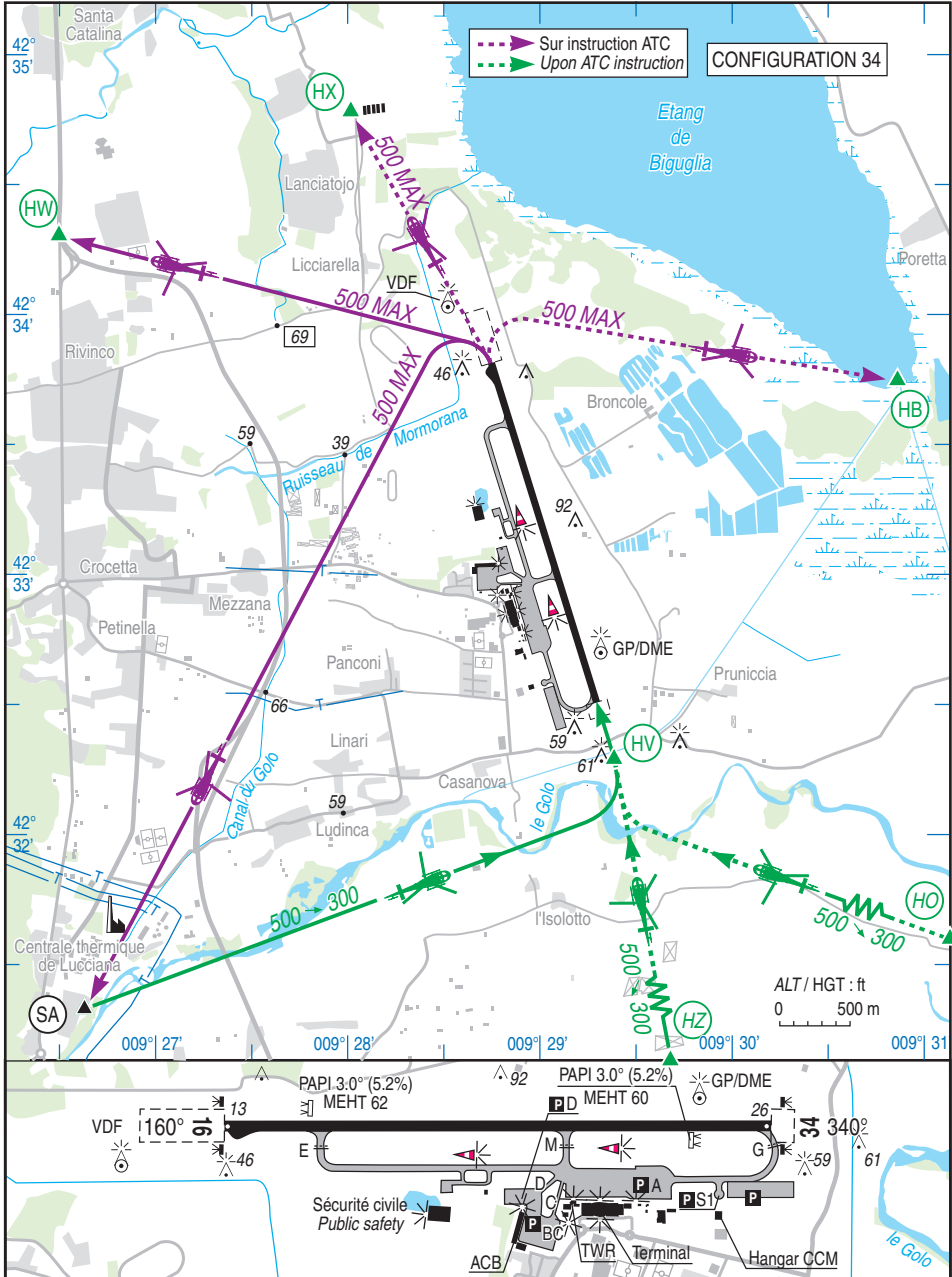 Santa
Catalina
42°
35'
Sur instruction ATC
Upon ATC instruction
CONFIGURATION 34
HX
Etang
de
Biguglia
500 MAX
Lanciatojo
HW
Licciarella
Poretta
VDF
42°
34'
500 MAX
500 MAX
69
Rivinco
500 MAX
46
HB
Broncole
59
39
Ruisseau de Mormorana
92
42°
33'
Crocetta
Mezzana
Petinella
GP/DME
Panconi
Pruniccia
66
Linari
59
HV
61
Casanova
Canal du Golo
le Golo
59
Ludinca
42°
32'
500 → 300
l'Isolotto
HO
500 → 300
Centrale thermique
de Lucciana
500 → 300
ALT / HGT : ft
0 500 m
SA
HZ
009° 27'
009° 28'
009° 29'
009° 30'
009° 31'
PAPI 3.0° (5.2%)
MEHT 62
92
PAPI 3.0° (5.2%)
MEHT 60
GP/DME
13
P D
26
VDF
160° 16
34 340°
46
E
M
G
59
61
D
P A
C
P S1
P
Sécurité civile
Public safety
P
BC
ACB
TWR
Terminal
Hangar CCM
le Golo